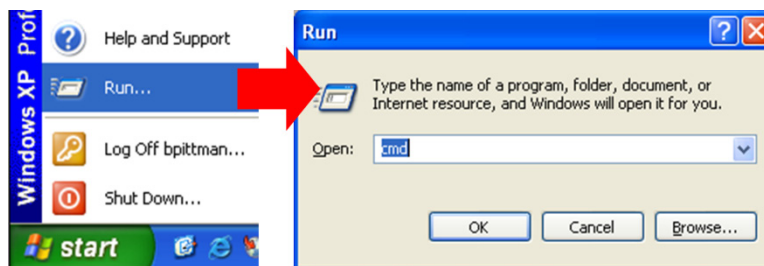 Windows XP Prof
Help and Support
Run...
Log Off bpittman...
Shut Down...
start
Run
Type the name of a program, folder, document, or
Internet resource, and Windows will open it for you.
Open:
cmd
OK
Cancel
Browse...